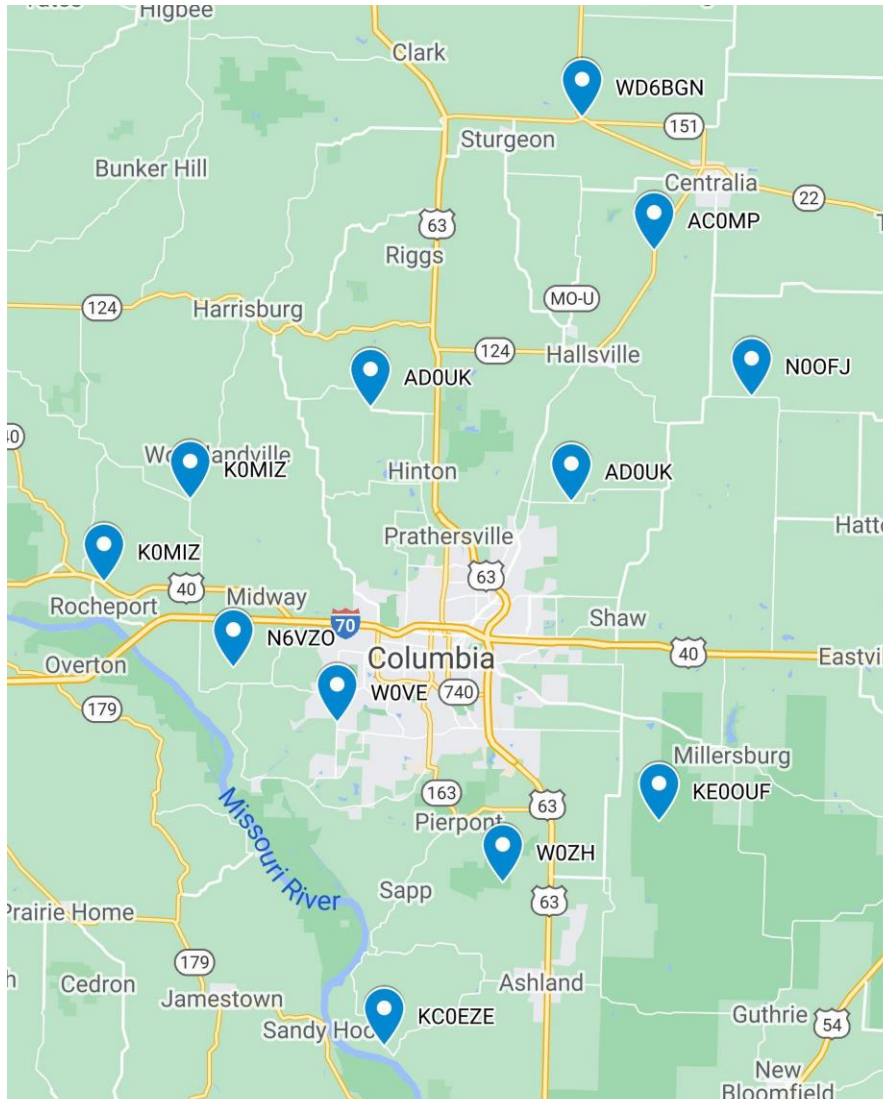 Higbee
Clark
WD6BGN
151
Sturgeon
Bunker Hill
Centralia
22
AC0MP
63
Riggs
MO-U
124
Harrisburg
124
Hallsville
N0OFJ
AD0UK
40
K0MIZ
Hinton
AD0UK
Prathersville
K0MIZ
63
40
Rocheport
Midway
Shaw
70
N6VZO
Overton
Columbia
40
W0VE
740
179
Millersburg
KE0OUF
163
63
Missouri River
Pierpont
W0ZH
Sapp
63
Prairie Home
179
Cedron
Jamestown
Ashland
KC0EZE
Guthrie
54
New
Bloomfield